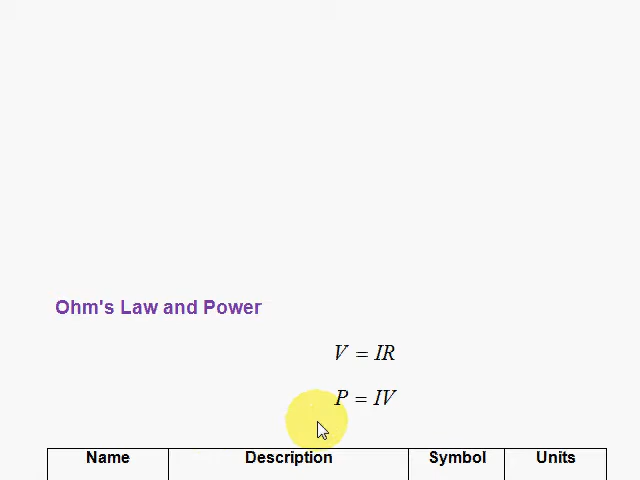 Ohm's Law and Power
V = IR
P = IV
Name Description Symbol Units